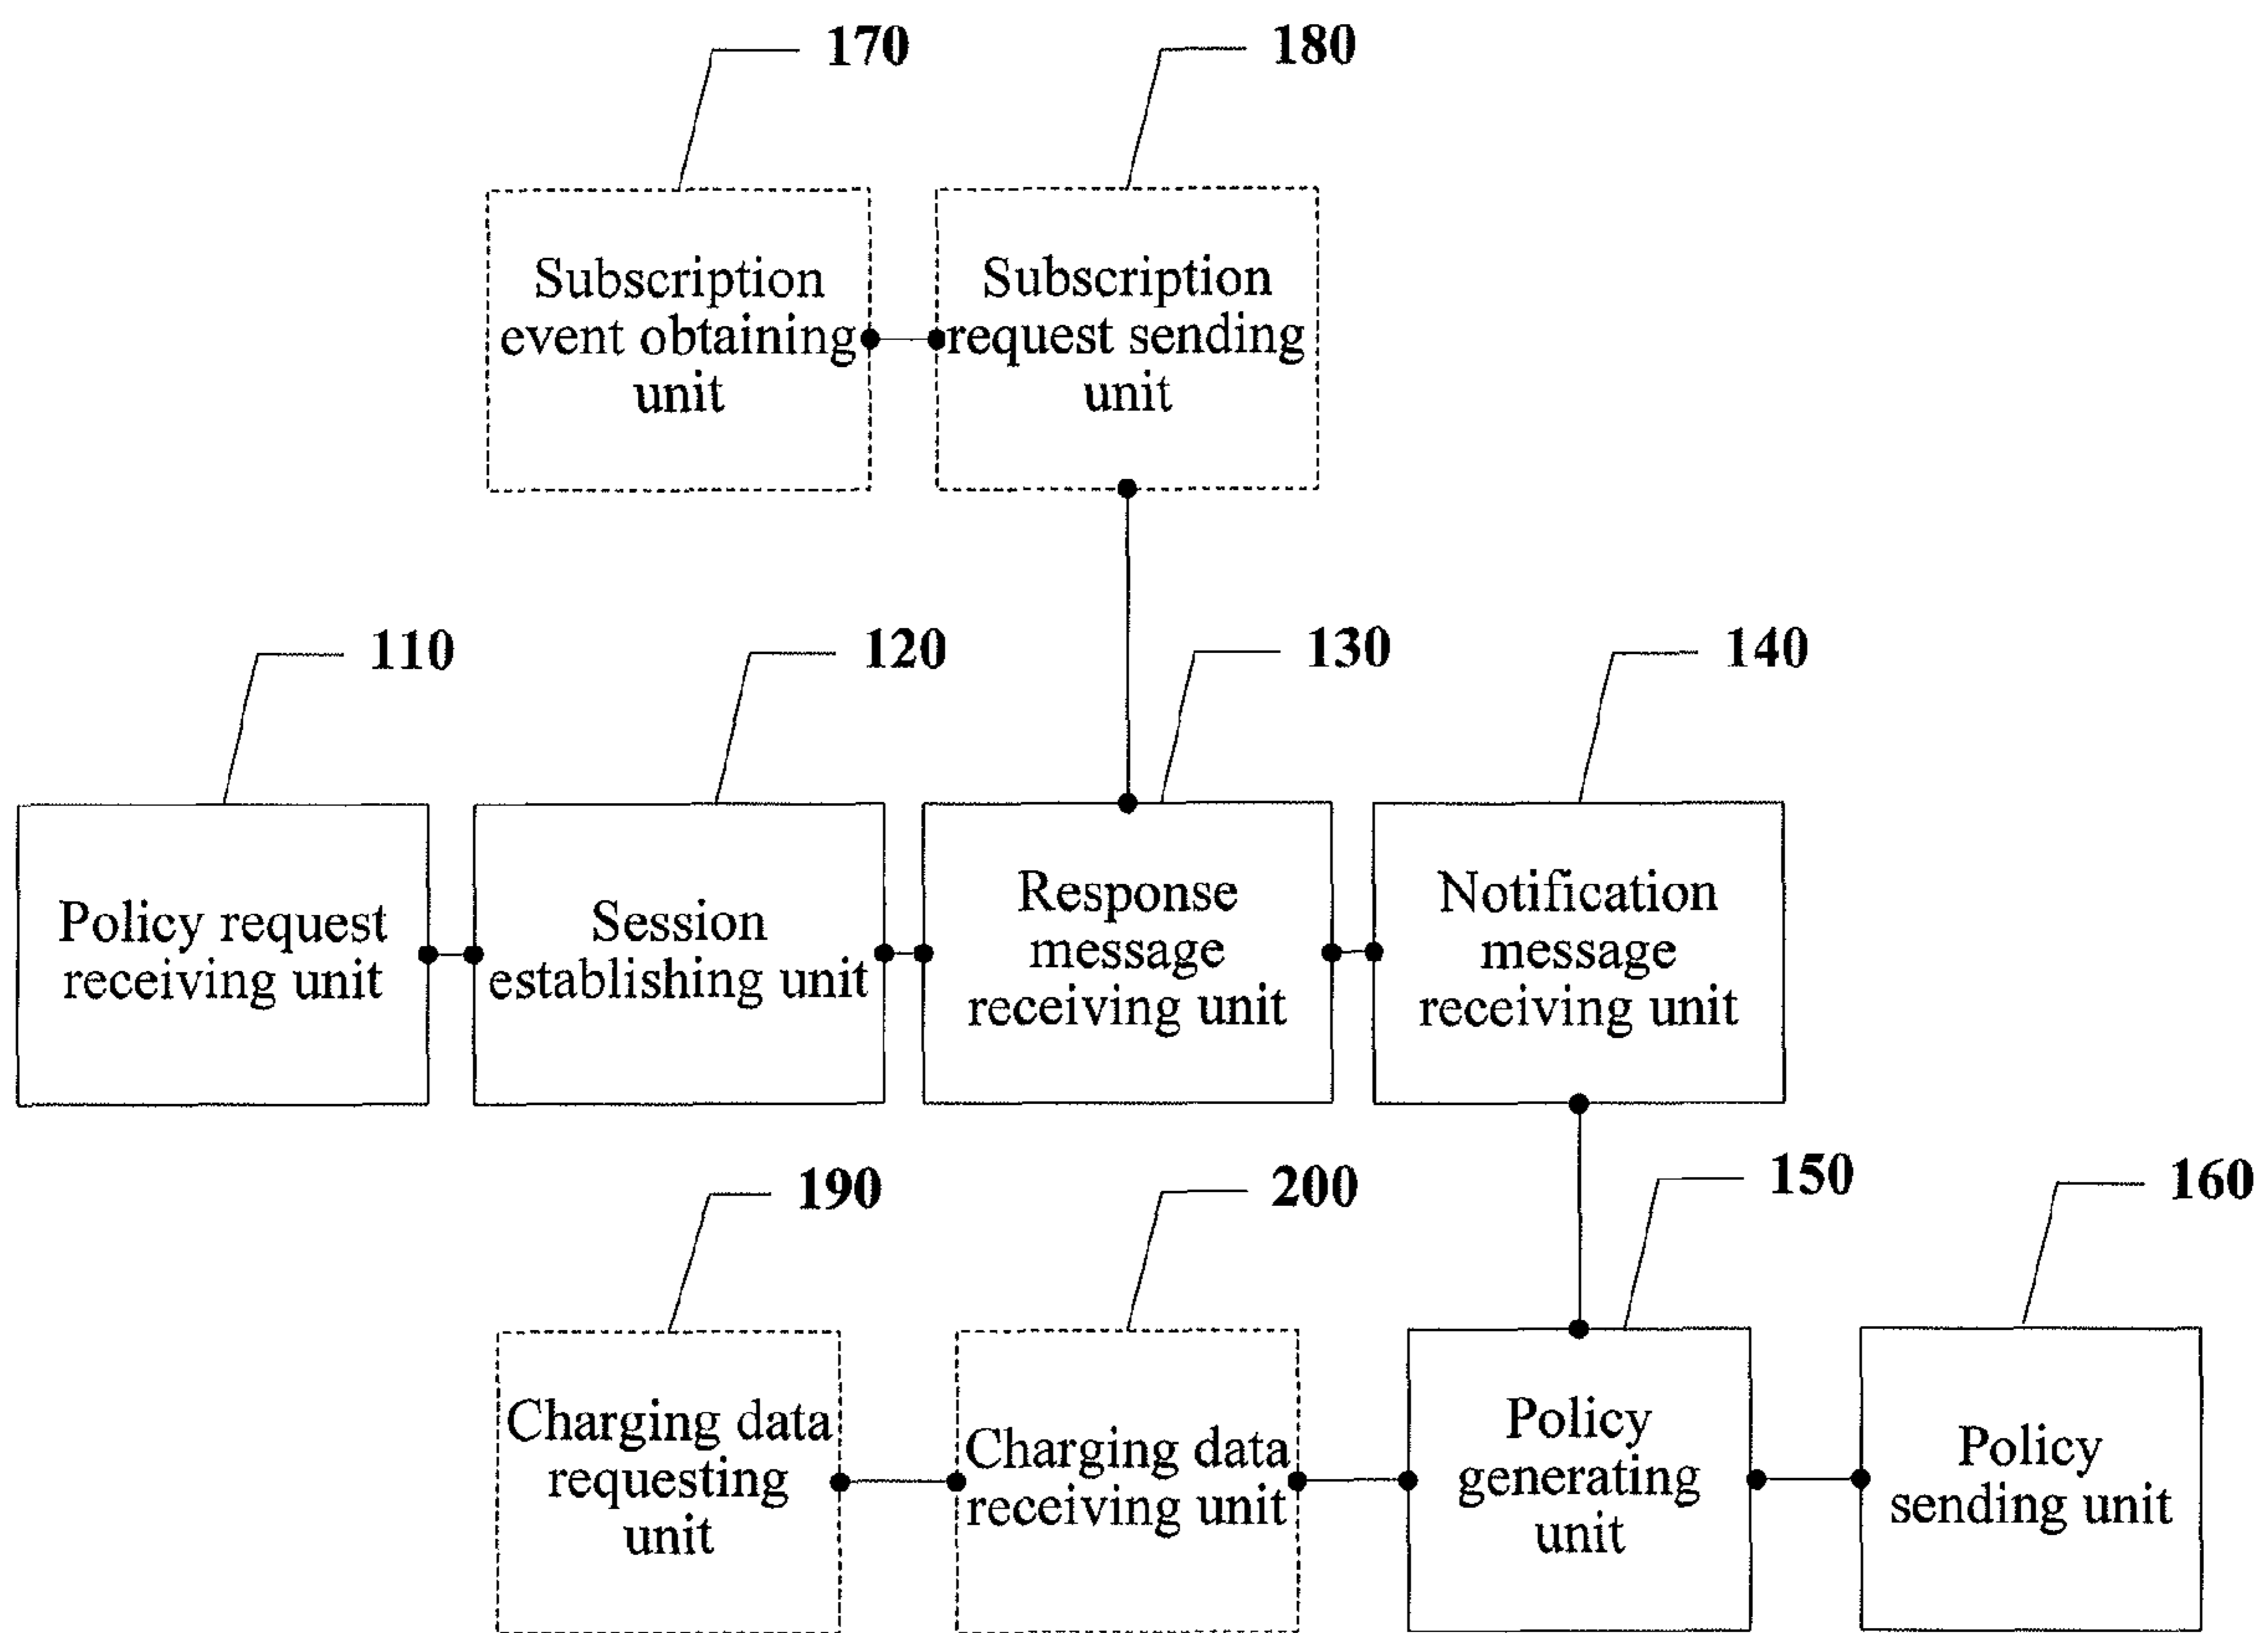 170
180
Subscription
event obtaining
unit
Subscription
request sending
unit
110
120
130
140
Policy request
receiving unit
Session
establishing unit
Response
message
receiving unit
Notification
message
receiving unit
190
200
150
160
Charging data
requesting
unit
Charging data
receiving unit
Policy
generating
unit
Policy
sending unit